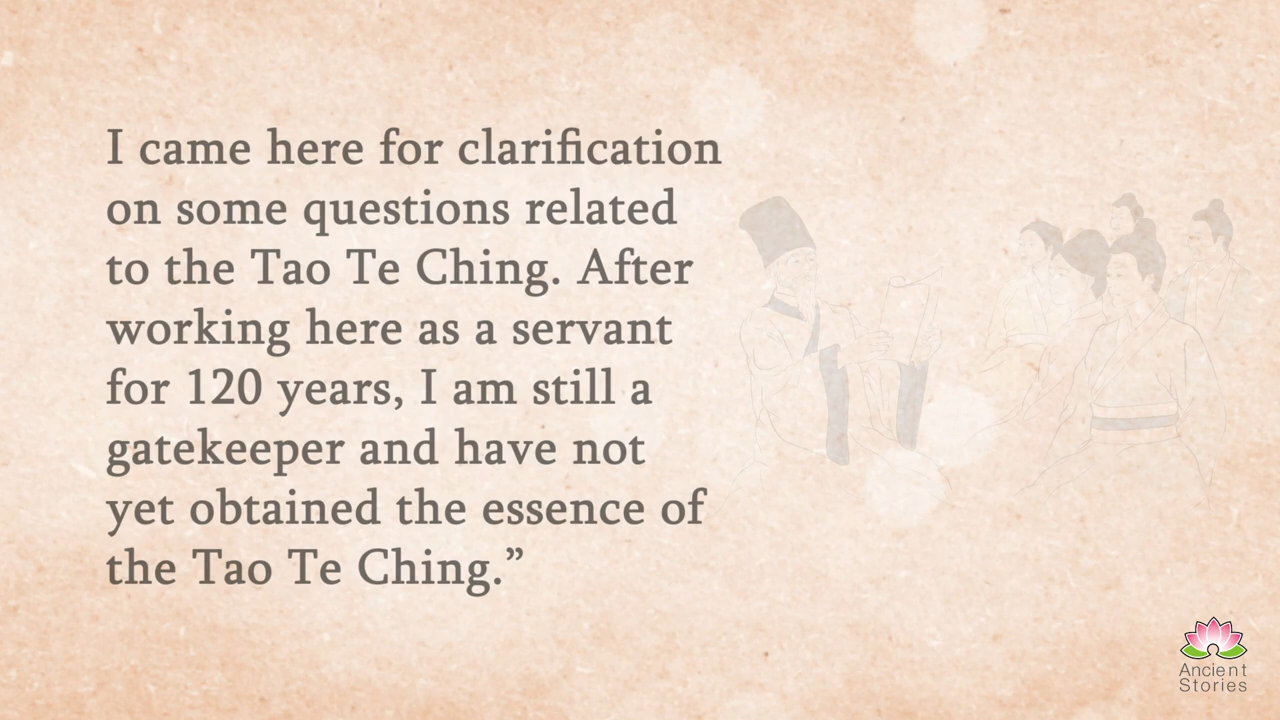 I came here for clarification
on some questions related
to the Tao Te Ching. After
working here as a servant
for 120 years, I am still a
gatekeeper and have not
yet obtained the essence of
the Tao Te Ching.”
Ancient
Stories